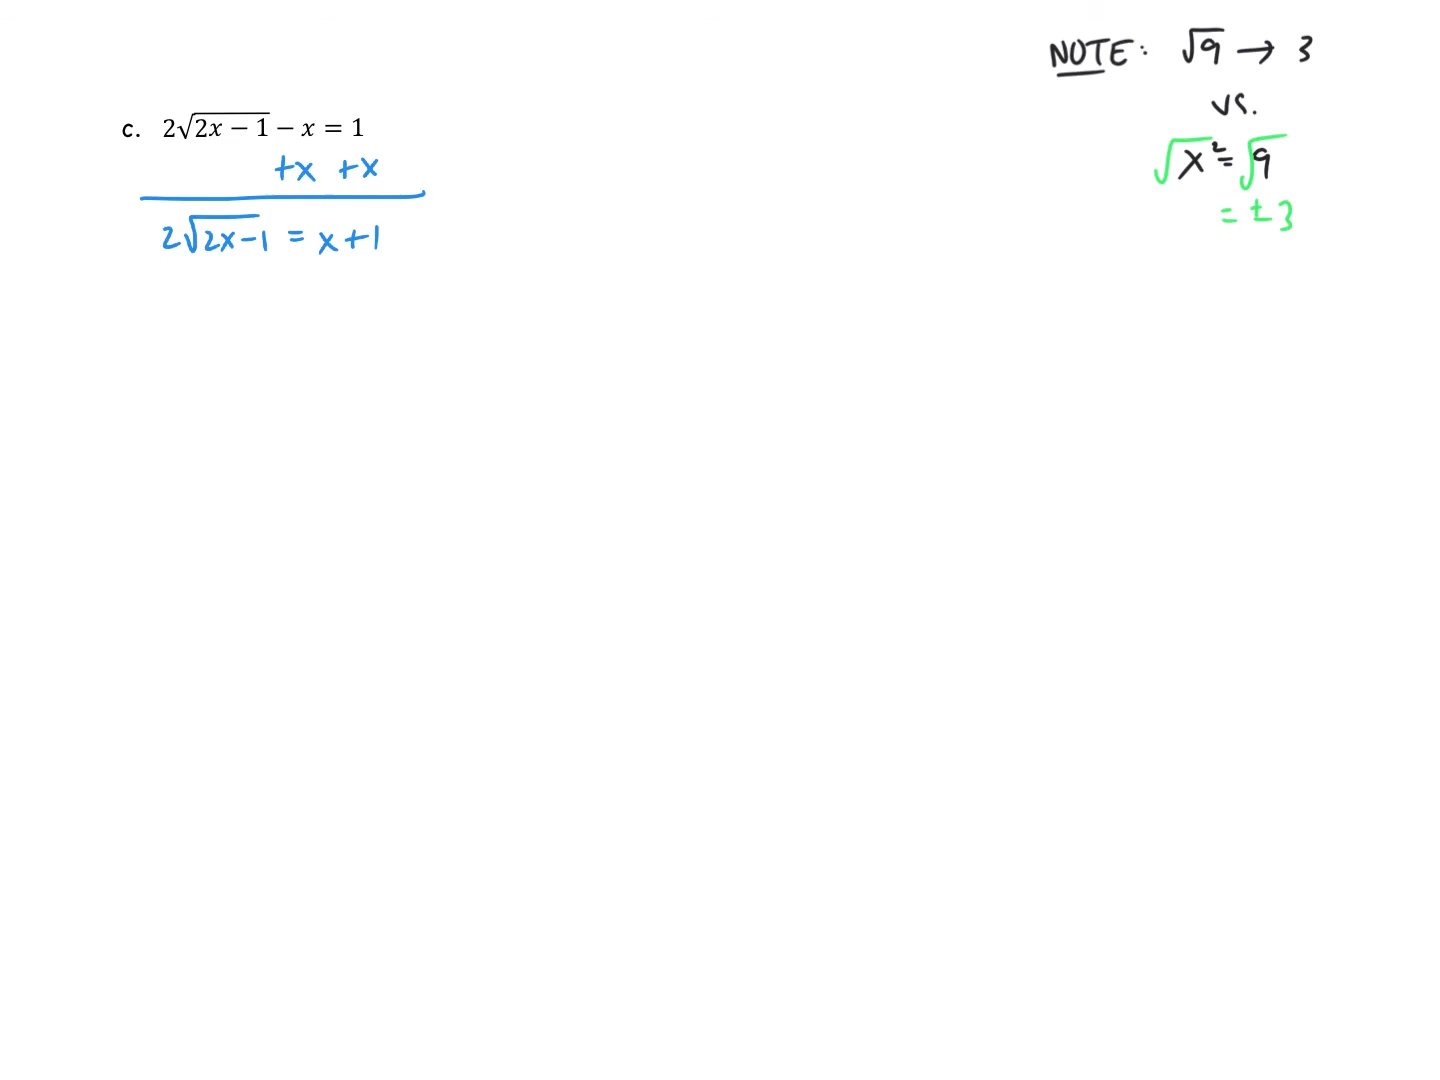 NOTE: √9 → 3
vs.
c. 2√(2x − 1) − x = 1
√x² = √9
+x +x
= ±3
2√(2x−1) = x+1